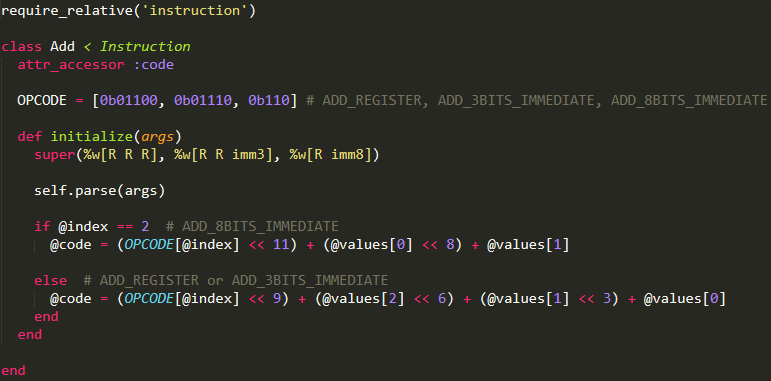 require_relative('instruction')
class Add < Instruction
attr_accessor :code
OPCODE = [0b01100, 0b01110, 0b110] # ADD_REGISTER, ADD_3BITS_IMMEDIATE, ADD_8BITS_IMMEDIATE
def initialize(args)
super(%w[R R R], %w[R R imm3], %w[R imm8])
self.parse(args)
if @index == 2  # ADD_8BITS_IMMEDIATE
@code = (OPCODE[@index] << 11) + (@values[0] << 8) + @values[1]
else  # ADD_REGISTER or ADD_3BITS_IMMEDIATE
@code = (OPCODE[@index] << 9) + (@values[2] << 6) + (@values[1] << 3) + @values[0]
end
end
end